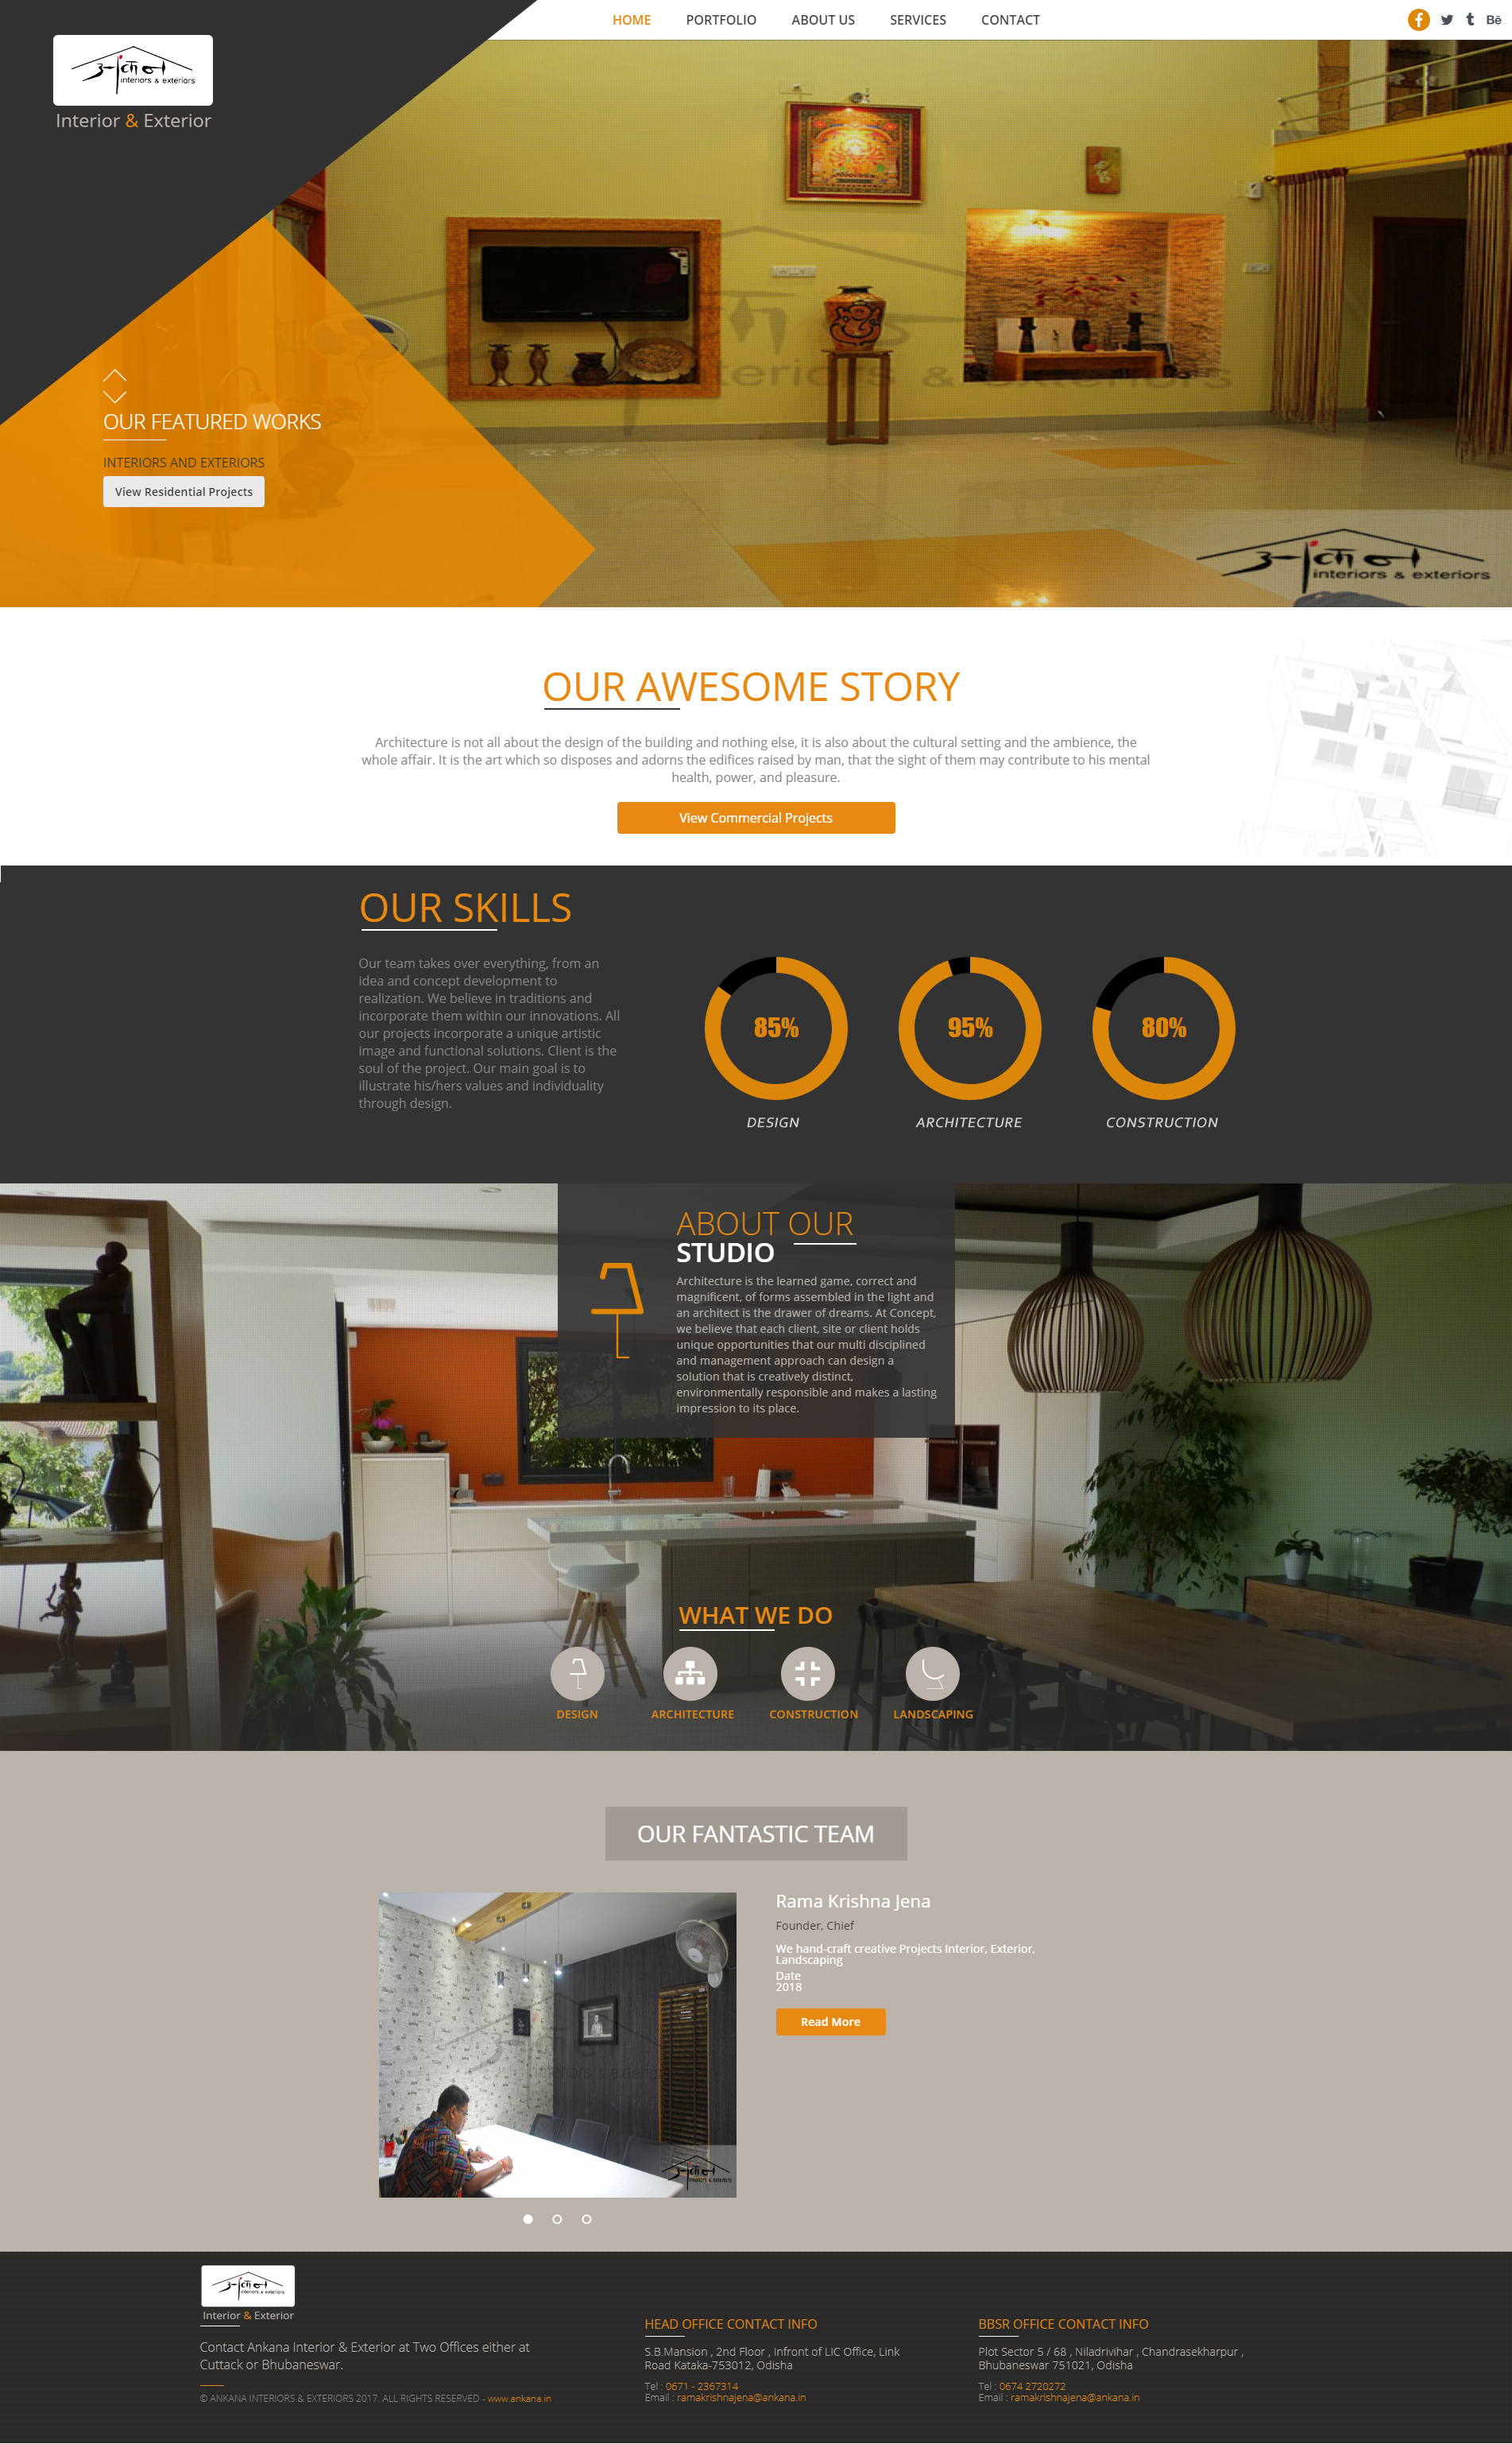 HOME PORTFOLIO ABOUT US SERVICES CONTACT
interiors & exteriors
Interior & Exterior
OUR FEATURED WORKS
INTERIORS AND EXTERIORS
View Residential Projects
interiors & exteriors
OUR AWESOME STORY
Architecture is not all about the design of the building and nothing else, it is also about the cultural setting and the ambience, the
whole affair. It is the art which so disposes and adorns the edifices raised by man, that the sight of them may contribute to his mental
health, power, and pleasure.
View Commercial Projects
OUR SKILLS
Our team takes over everything, from an
idea and concept development to
realization. We believe in traditions and
incorporate them within our innovations. All
our projects incorporate a unique artistic
image and functional solutions. Client is the
soul of the project. Our main goal is to
illustrate his/hers values and individuality
through design.
85% 95% 80%
DESIGN ARCHITECTURE CONSTRUCTION
ABOUT OUR
STUDIO
Architecture is the learned game, correct and
magnificent, of forms assembled in the light and
an architect is the drawer of dreams. At Concept,
we believe that each client, site or client holds
unique opportunities that our multi disciplined
and management approach can design a
solution that is creatively distinct,
environmentally responsible and makes a lasting
impression to its place.
WHAT WE DO
DESIGN ARCHITECTURE CONSTRUCTION LANDSCAPING
OUR FANTASTIC TEAM
Rama Krishna Jena
Founder, Chief
We hand-craft creative Projects Interior, Exterior,
Landscaping
Date
2018
Read More
interiors & exteriors
Interior & Exterior
Contact Ankana Interior & Exterior at Two Offices either at
Cuttack or Bhubaneswar.
© ANKANA INTERIORS & EXTERIORS 2017. ALL RIGHTS RESERVED - www.ankana.in
HEAD OFFICE CONTACT INFO
S.B.Mansion , 2nd Floor , Infront of LIC Office, Link
Road Kataka-753012, Odisha
Tel : 0671 - 2367314
Email : ramakrishnajena@ankana.in
BBSR OFFICE CONTACT INFO
Plot Sector 5 / 68 , Niladrivihar , Chandrasekharpur ,
Bhubaneswar 751021, Odisha
Tel : 0674 2720272
Email : ramakrishnajena@ankana.in